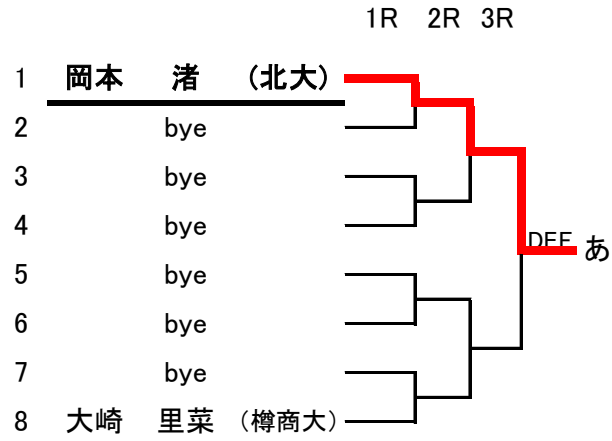 1R 2R 3R
1 岡本 渚 (北大)
2 bye
3 bye
4 bye
5 bye
DEF あ
6 bye
7 bye
8 大崎 里菜 (樽商大)